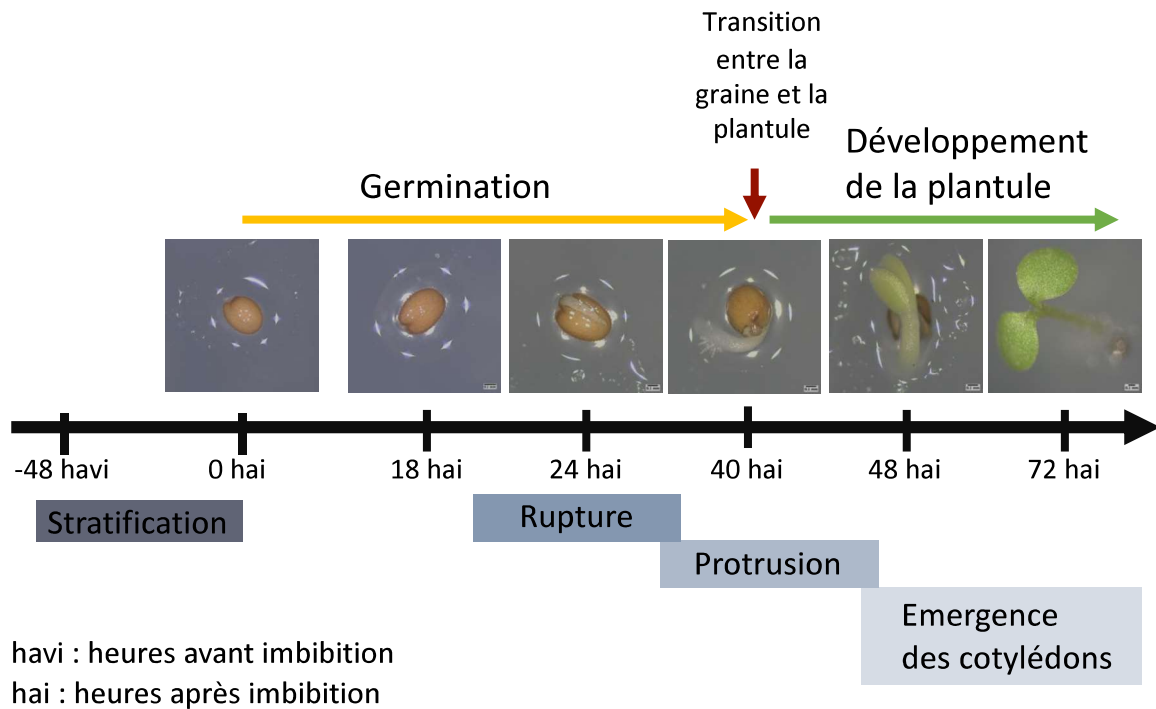 Transition
entre la
graine et la
plantule
Germination
Développement
de la plantule
-48 havi
0 hai
18 hai
24 hai
40 hai
48 hai
72 hai
Stratification
Rupture
Protrusion
Emergence
des cotylédons
havi : heures avant imbibition
hai : heures après imbibition